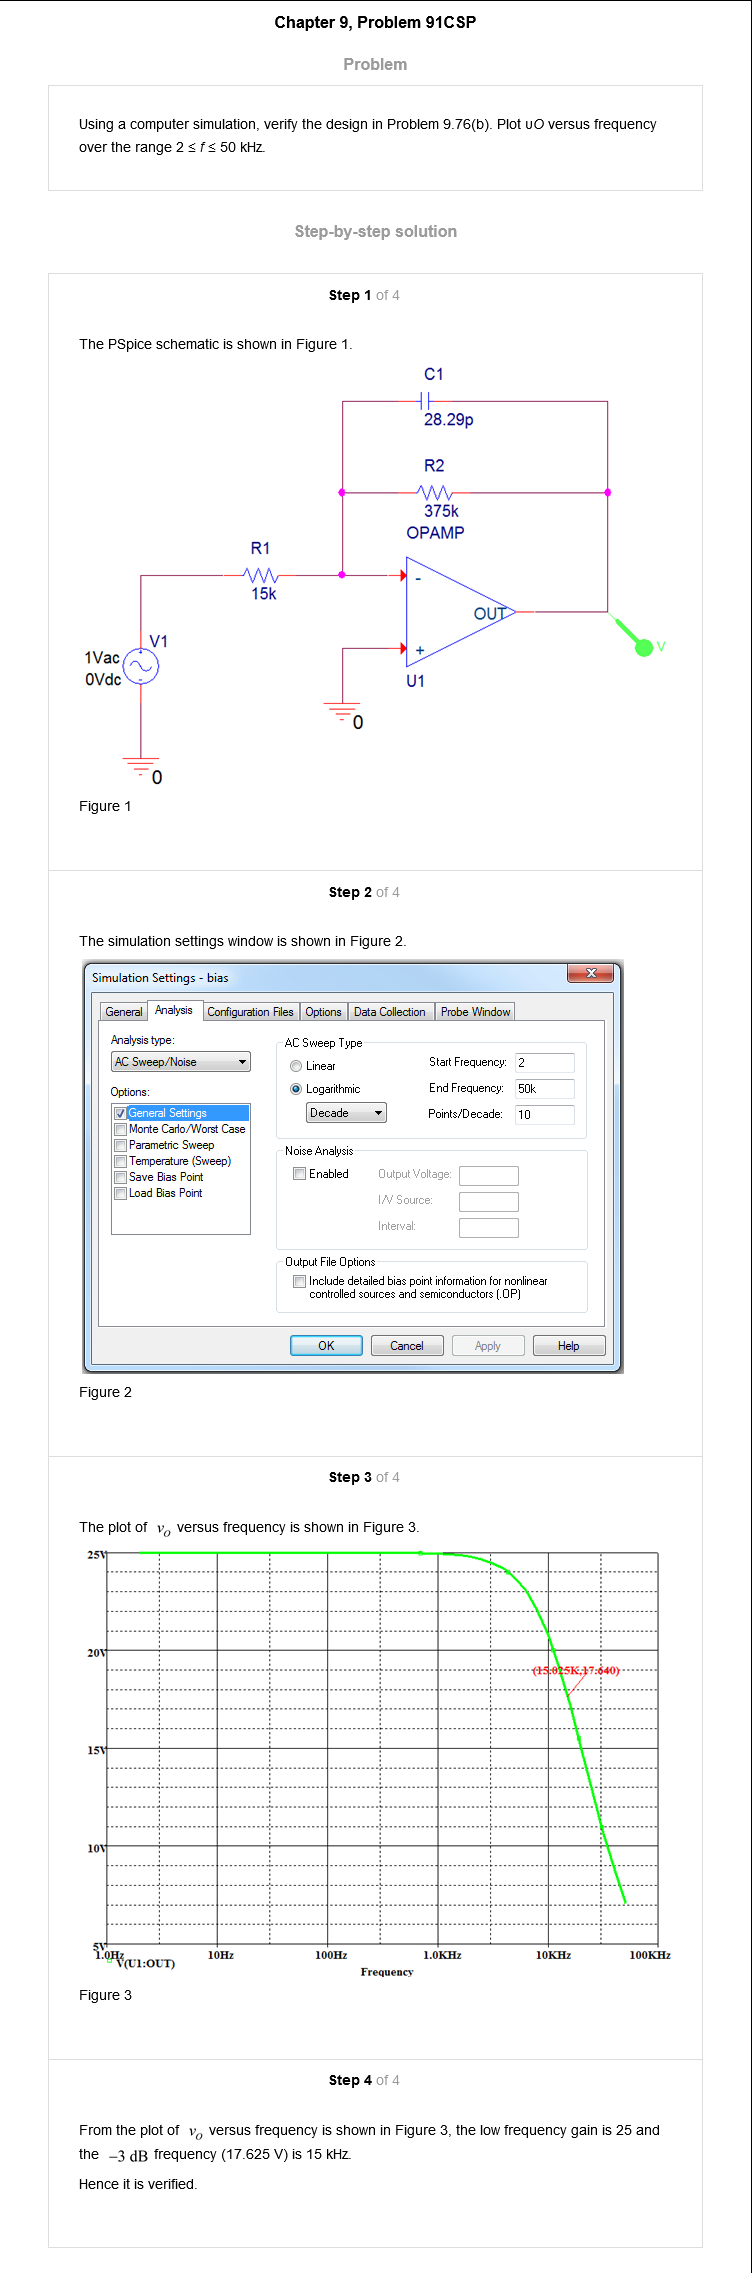 Chapter 9, Problem 91CSP
Problem
Using a computer simulation, verify the design in Problem 9.76(b). Plot υO versus frequency
over the range 2 ≤ f ≤ 50 kHz.
Step-by-step solution
Step 1 of 4
The PSpice schematic is shown in Figure 1.
C1
28.29p
R2
375k
OPAMP
R1
15k
-
OUT
+
U1
V
V1
1Vac
0Vdc
-
0
0
Figure 1
Step 2 of 4
The simulation settings window is shown in Figure 2.
Simulation Settings - bias
General Analysis Configuration Files Options Data Collection Probe Window
Analysis type:
AC Sweep/Noise
Options:
General Settings
Monte Carlo/Worst Case
Parametric Sweep
Temperature (Sweep)
Save Bias Point
Load Bias Point
AC Sweep Type
Linear
Logarithmic
Decade
Start Frequency: 2
End Frequency: 50k
Points/Decade: 10
Noise Analysis
Enabled
Output Voltage:
I/V Source:
Interval:
Output File Options
Include detailed bias point information for nonlinear
controlled sources and semiconductors (.OP)
OK Cancel Apply Help
Figure 2
Step 3 of 4
The plot of vO versus frequency is shown in Figure 3.
25V
20V
(15.025K,17.640)
15V
10V
5V
1.0Hz 10Hz 100Hz 1.0KHz 10KHz 100KHz
V(U1:OUT)
Frequency
Figure 3
Step 4 of 4
From the plot of vO versus frequency is shown in Figure 3, the low frequency gain is 25 and
the −3 dB frequency (17.625 V) is 15 kHz.
Hence it is verified.